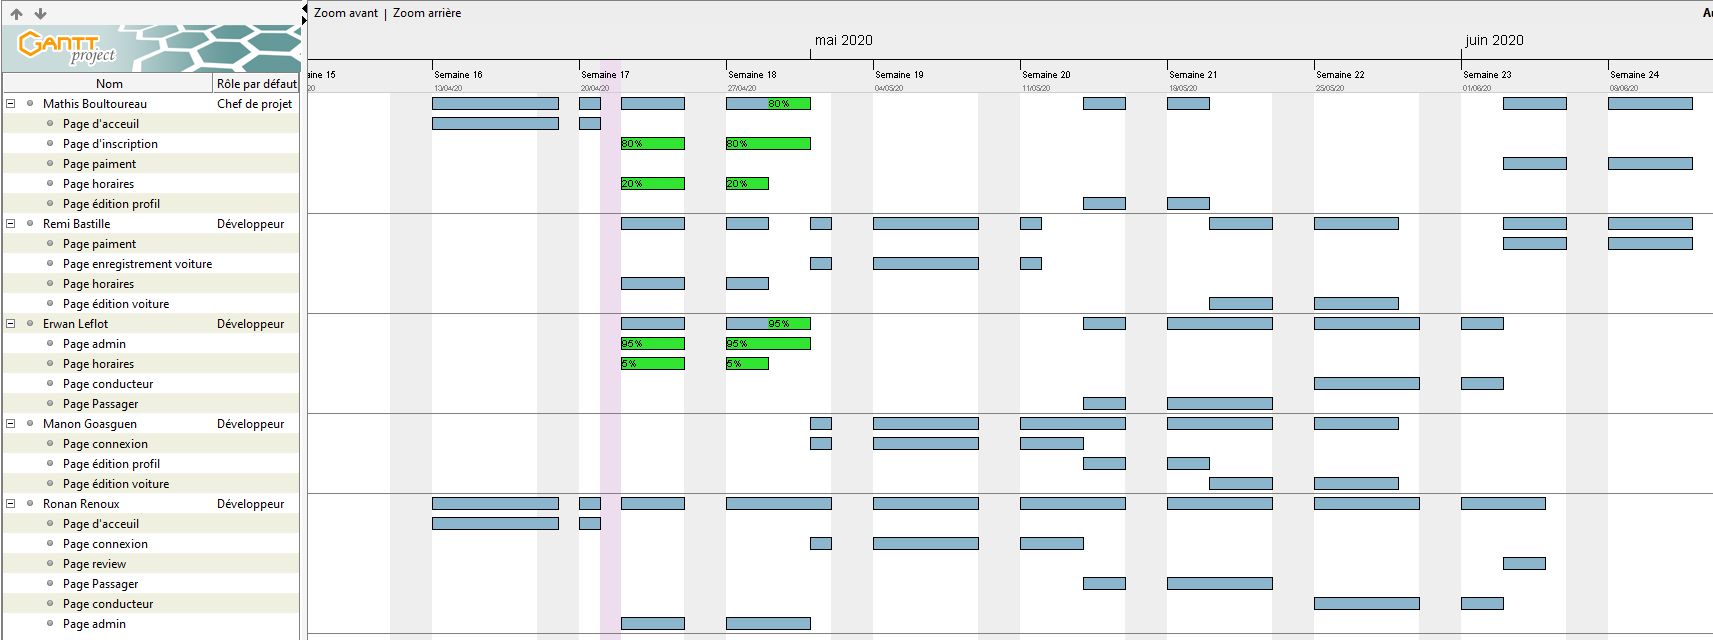 Zoom avant | Zoom arrière
Au
GANTT
project
mai 2020
juin 2020
Nom
Rôle par défaut
aine 15
Semaine 16
Semaine 17
Semaine 18
Semaine 19
Semaine 20
Semaine 21
Semaine 22
Semaine 23
Semaine 24
20
13/04/20
20/04/20
27/04/20
04/05/20
11/05/20
18/05/20
25/05/20
01/06/20
08/06/20
Mathis Boultoureau Chef de projet 80%
Page d'acceuil
Page d'inscription 80% 80%
Page paiment
Page horaires 20% 20%
Page édition profil
Remi Bastille Développeur
Page paiment
Page enregistrement voiture
Page horaires
Page édition voiture
Erwan Leflot Développeur 95%
Page admin 95% 95%
Page horaires 5% 5%
Page conducteur
Page Passager
Manon Goasguen Développeur
Page connexion
Page édition profil
Page édition voiture
Ronan Renoux Développeur
Page d'acceuil
Page connexion
Page review
Page Passager
Page conducteur
Page admin